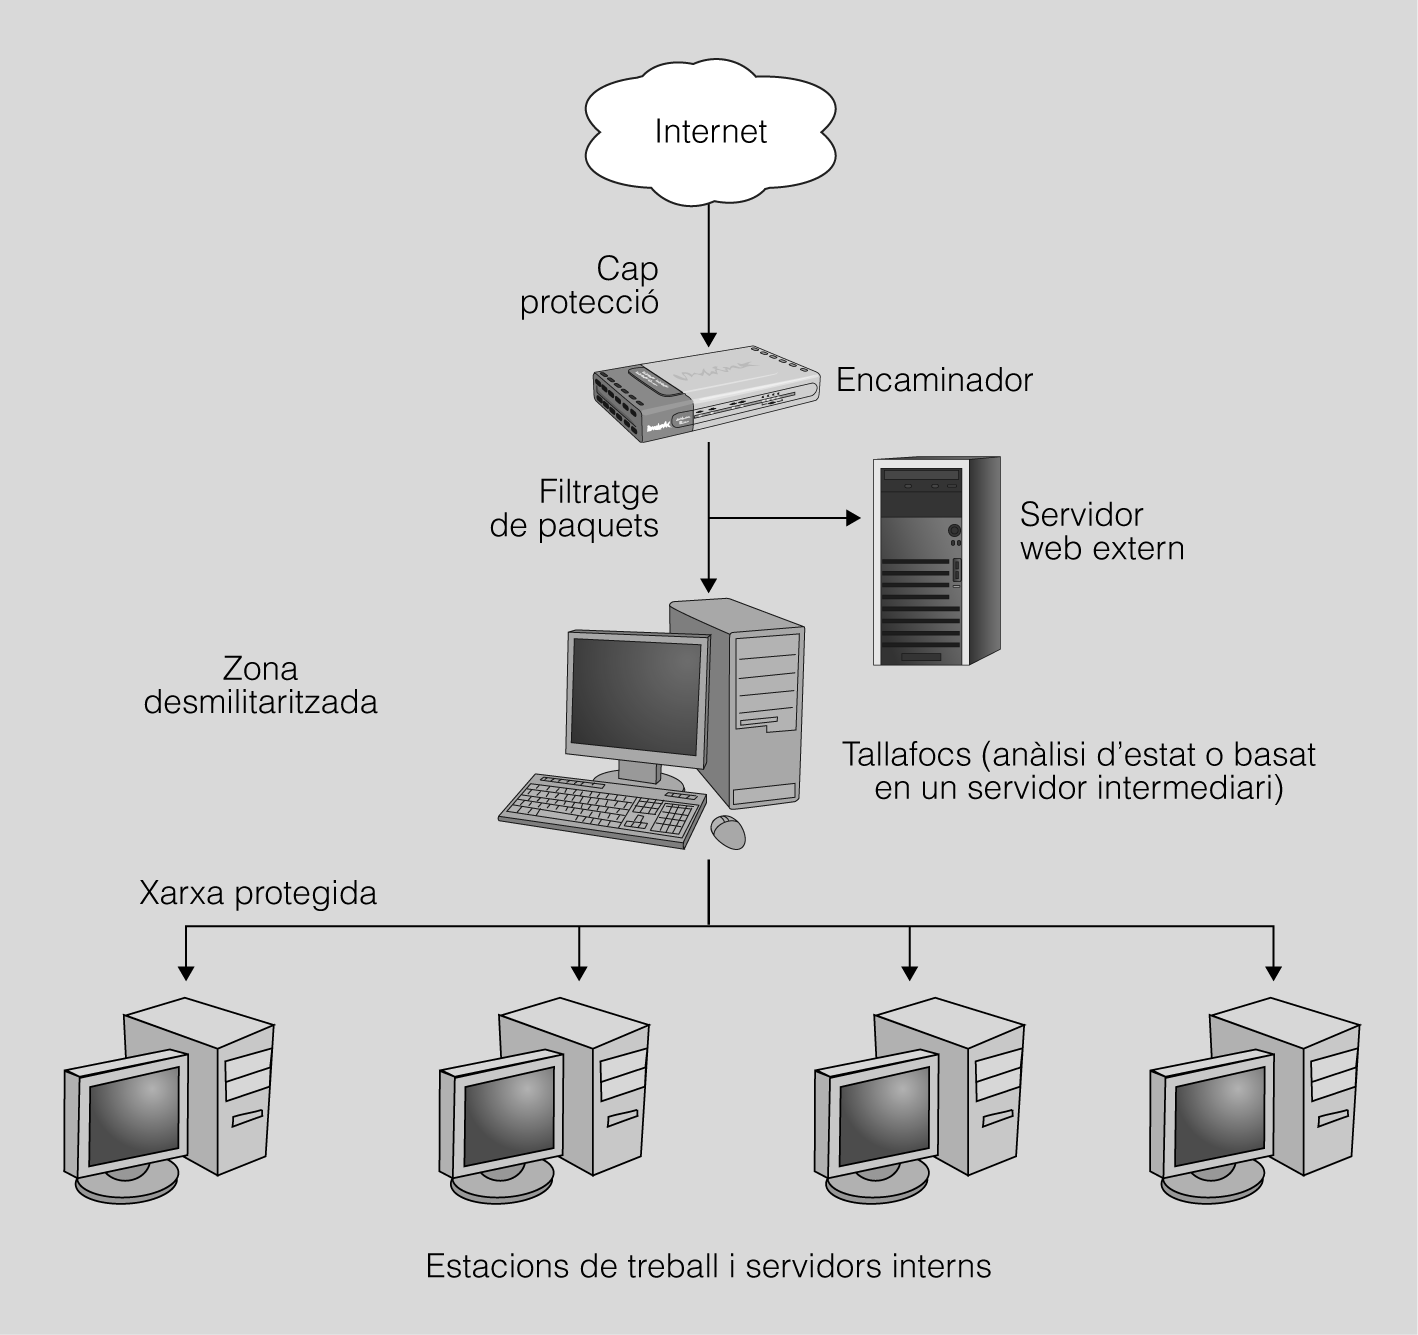 Internet
Cap
protecció
Encaminador
Filtratge
de paquets
Servidor
web extern
Zona
desmilitaritzada
Tallafocs (anàlisi d'estat o basat
en un servidor intermediari)
Xarxa protegida
Estacions de treball i servidors interns